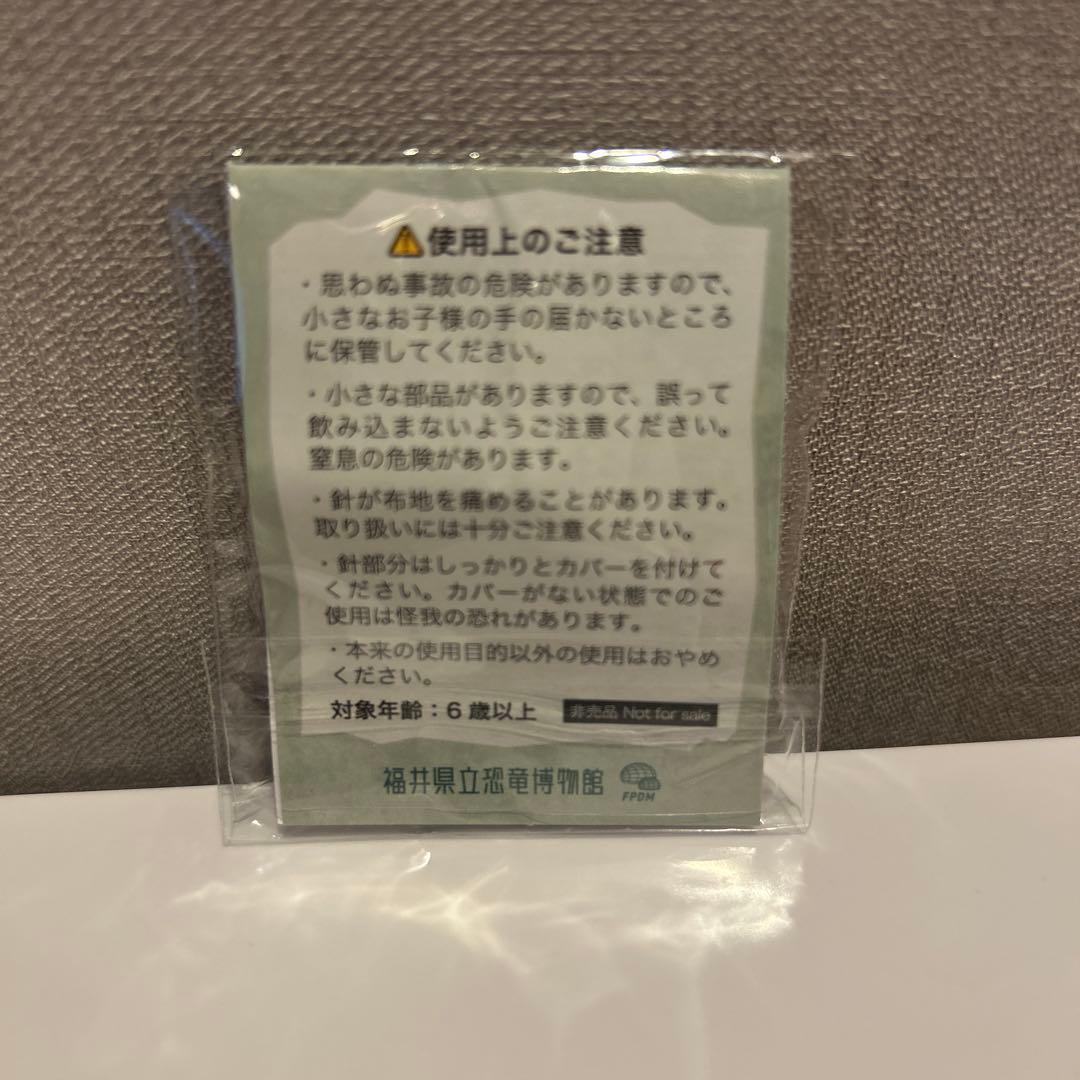 ⚠使用上のご注意
・思わぬ事故の危険がありますので、
小さなお子様の手の届かないところ
に保管してください。
・小さな部品がありますので、誤って
飲み込まないようご注意ください。
窒息の危険があります。
・針が布地を痛めることがあります。
取り扱いには十分ご注意ください。
・針部分はしっかりとカバーを付けて
ください。カバーがない状態でのご
使用は怪我の恐れがあります。
・本来の使用目的以外の使用はおやめ
ください。
対象年齢：6歳以上 非売品 Not for sale
福井県立恐竜博物館 FPDM